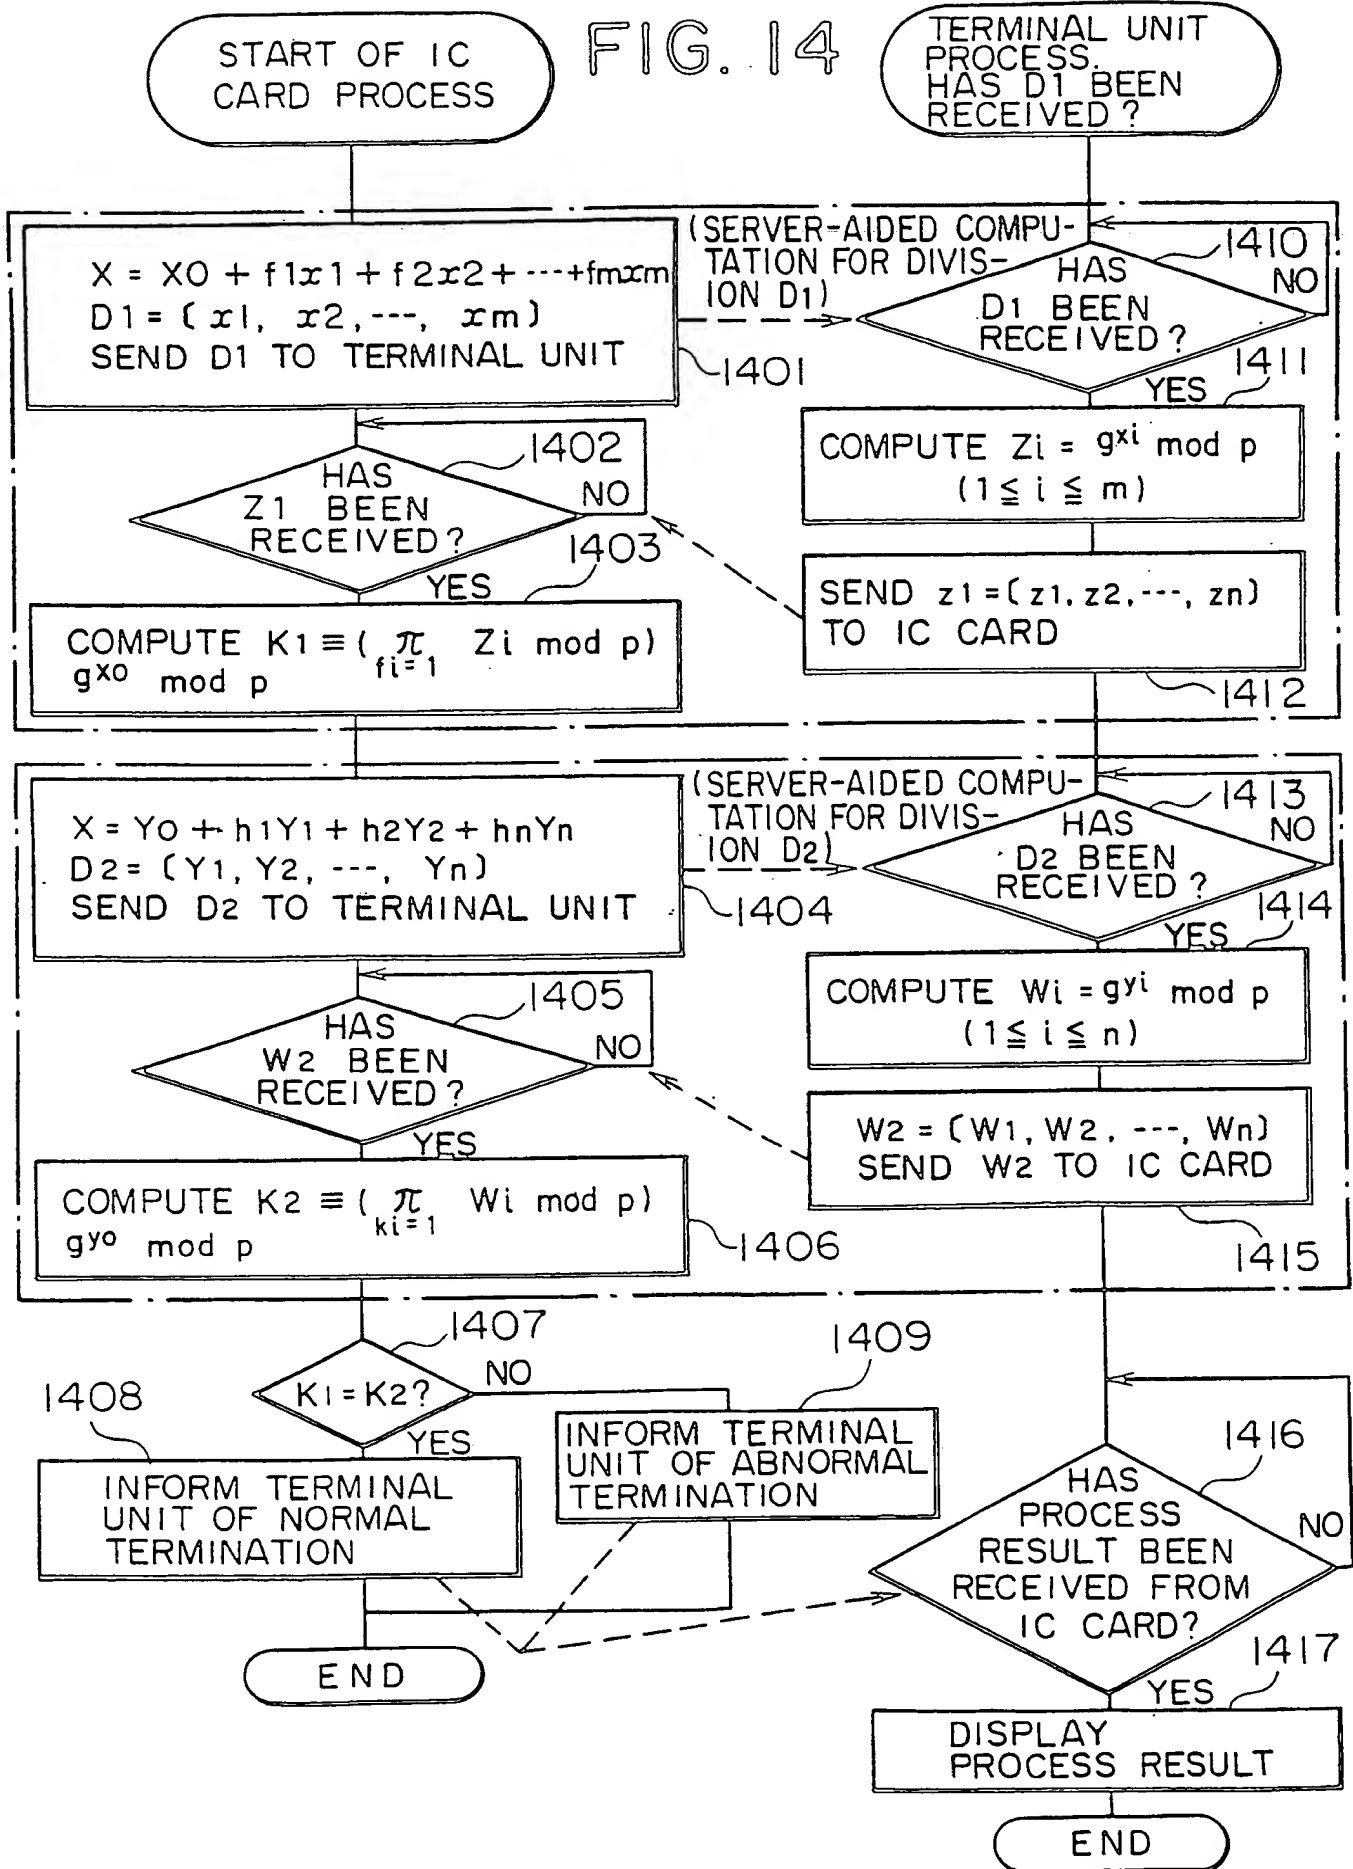 FIG. 14
START OF IC
CARD PROCESS
TERMINAL UNIT
PROCESS.
HAS D1 BEEN
RECEIVED?
X = X0 + f1x1 + f2x2 + ---+fmxm
D1 = (x1, x2, ---, xm)
SEND D1 TO TERMINAL UNIT
1401
(SERVER-AIDED COMPU-
TATION FOR DIVIS-
ION D1)
1410
HAS
D1 BEEN
RECEIVED?
NO
YES
1411
COMPUTE Zi = g^xi mod p
(1 ≦ i ≦ m)
1402
HAS
Z1 BEEN
RECEIVED?
NO
YES
1403
COMPUTE K1 ≡ ( π Zi mod p)
fi=1
g^x0 mod p
SEND z1 = (z1, z2, ---, zn)
TO IC CARD
1412
X = Y0 + h1Y1 + h2Y2 + hnYn
D2 = (Y1, Y2, ---, Yn)
SEND D2 TO TERMINAL UNIT
1404
(SERVER-AIDED COMPU-
TATION FOR DIVIS-
ION D2)
1413
HAS
D2 BEEN
RECEIVED?
NO
YES
1414
COMPUTE Wi = g^yi mod p
(1 ≦ i ≦ n)
1405
HAS
W2 BEEN
RECEIVED?
NO
YES
W2 = (W1, W2, ---, Wn)
SEND W2 TO IC CARD
1415
COMPUTE K2 ≡ ( π Wi mod p)
ki=1
g^y0 mod p
1406
1407
K1 = K2?
NO
YES
1408
INFORM TERMINAL
UNIT OF NORMAL
TERMINATION
1409
INFORM TERMINAL
UNIT OF ABNORMAL
TERMINATION
END
1416
HAS
PROCESS
RESULT BEEN
RECEIVED FROM
IC CARD?
NO
YES
1417
DISPLAY
PROCESS RESULT
END